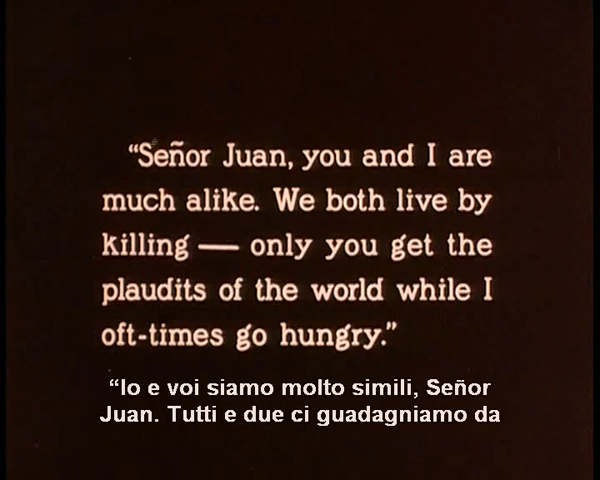 “Señor Juan, you and I are
much alike. We both live by
killing — only you get the
plaudits of the world while I
oft-times go hungry.”
“Io e voi siamo molto simili, Señor
Juan. Tutti e due ci guadagniamo da